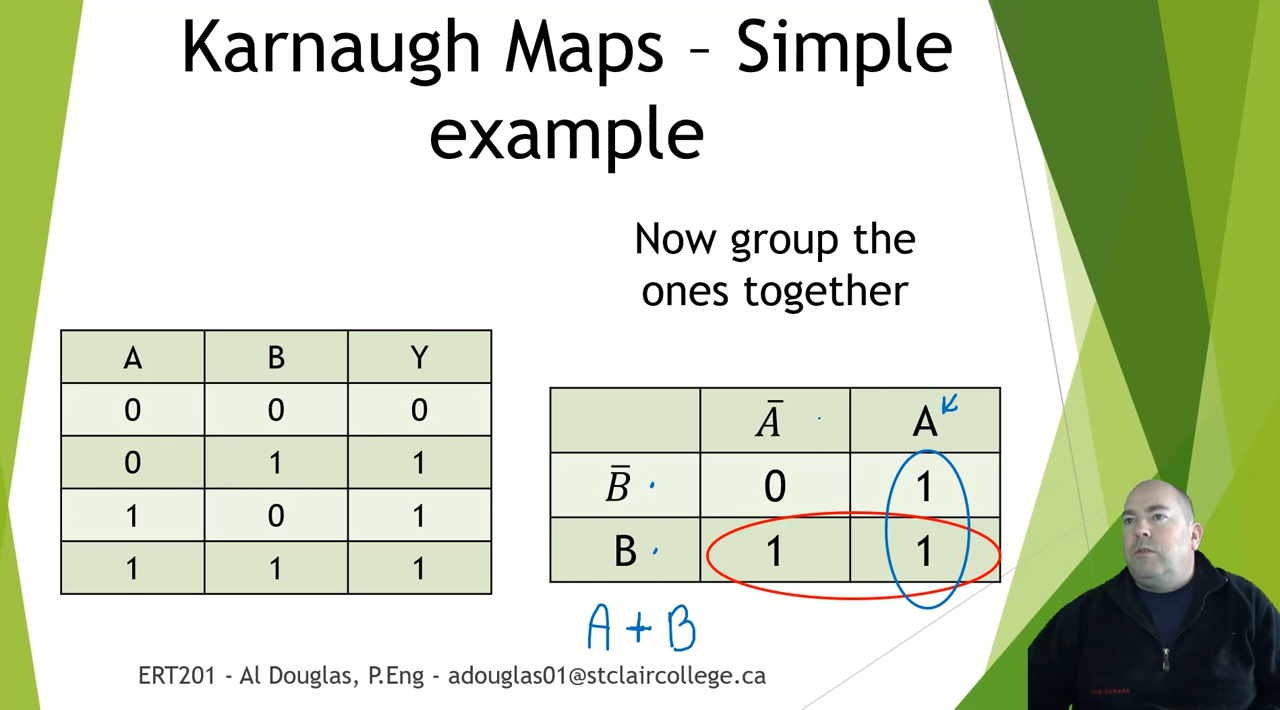 Karnaugh Maps – Simple
example
Now group the
ones together
A B Y
0 0 0
0 1 1
1 0 1
1 1 1
Ā A
B̄ 0 1
B 1 1
A + B
ERT201 - Al Douglas, P.Eng - adouglas01@stclaircollege.ca